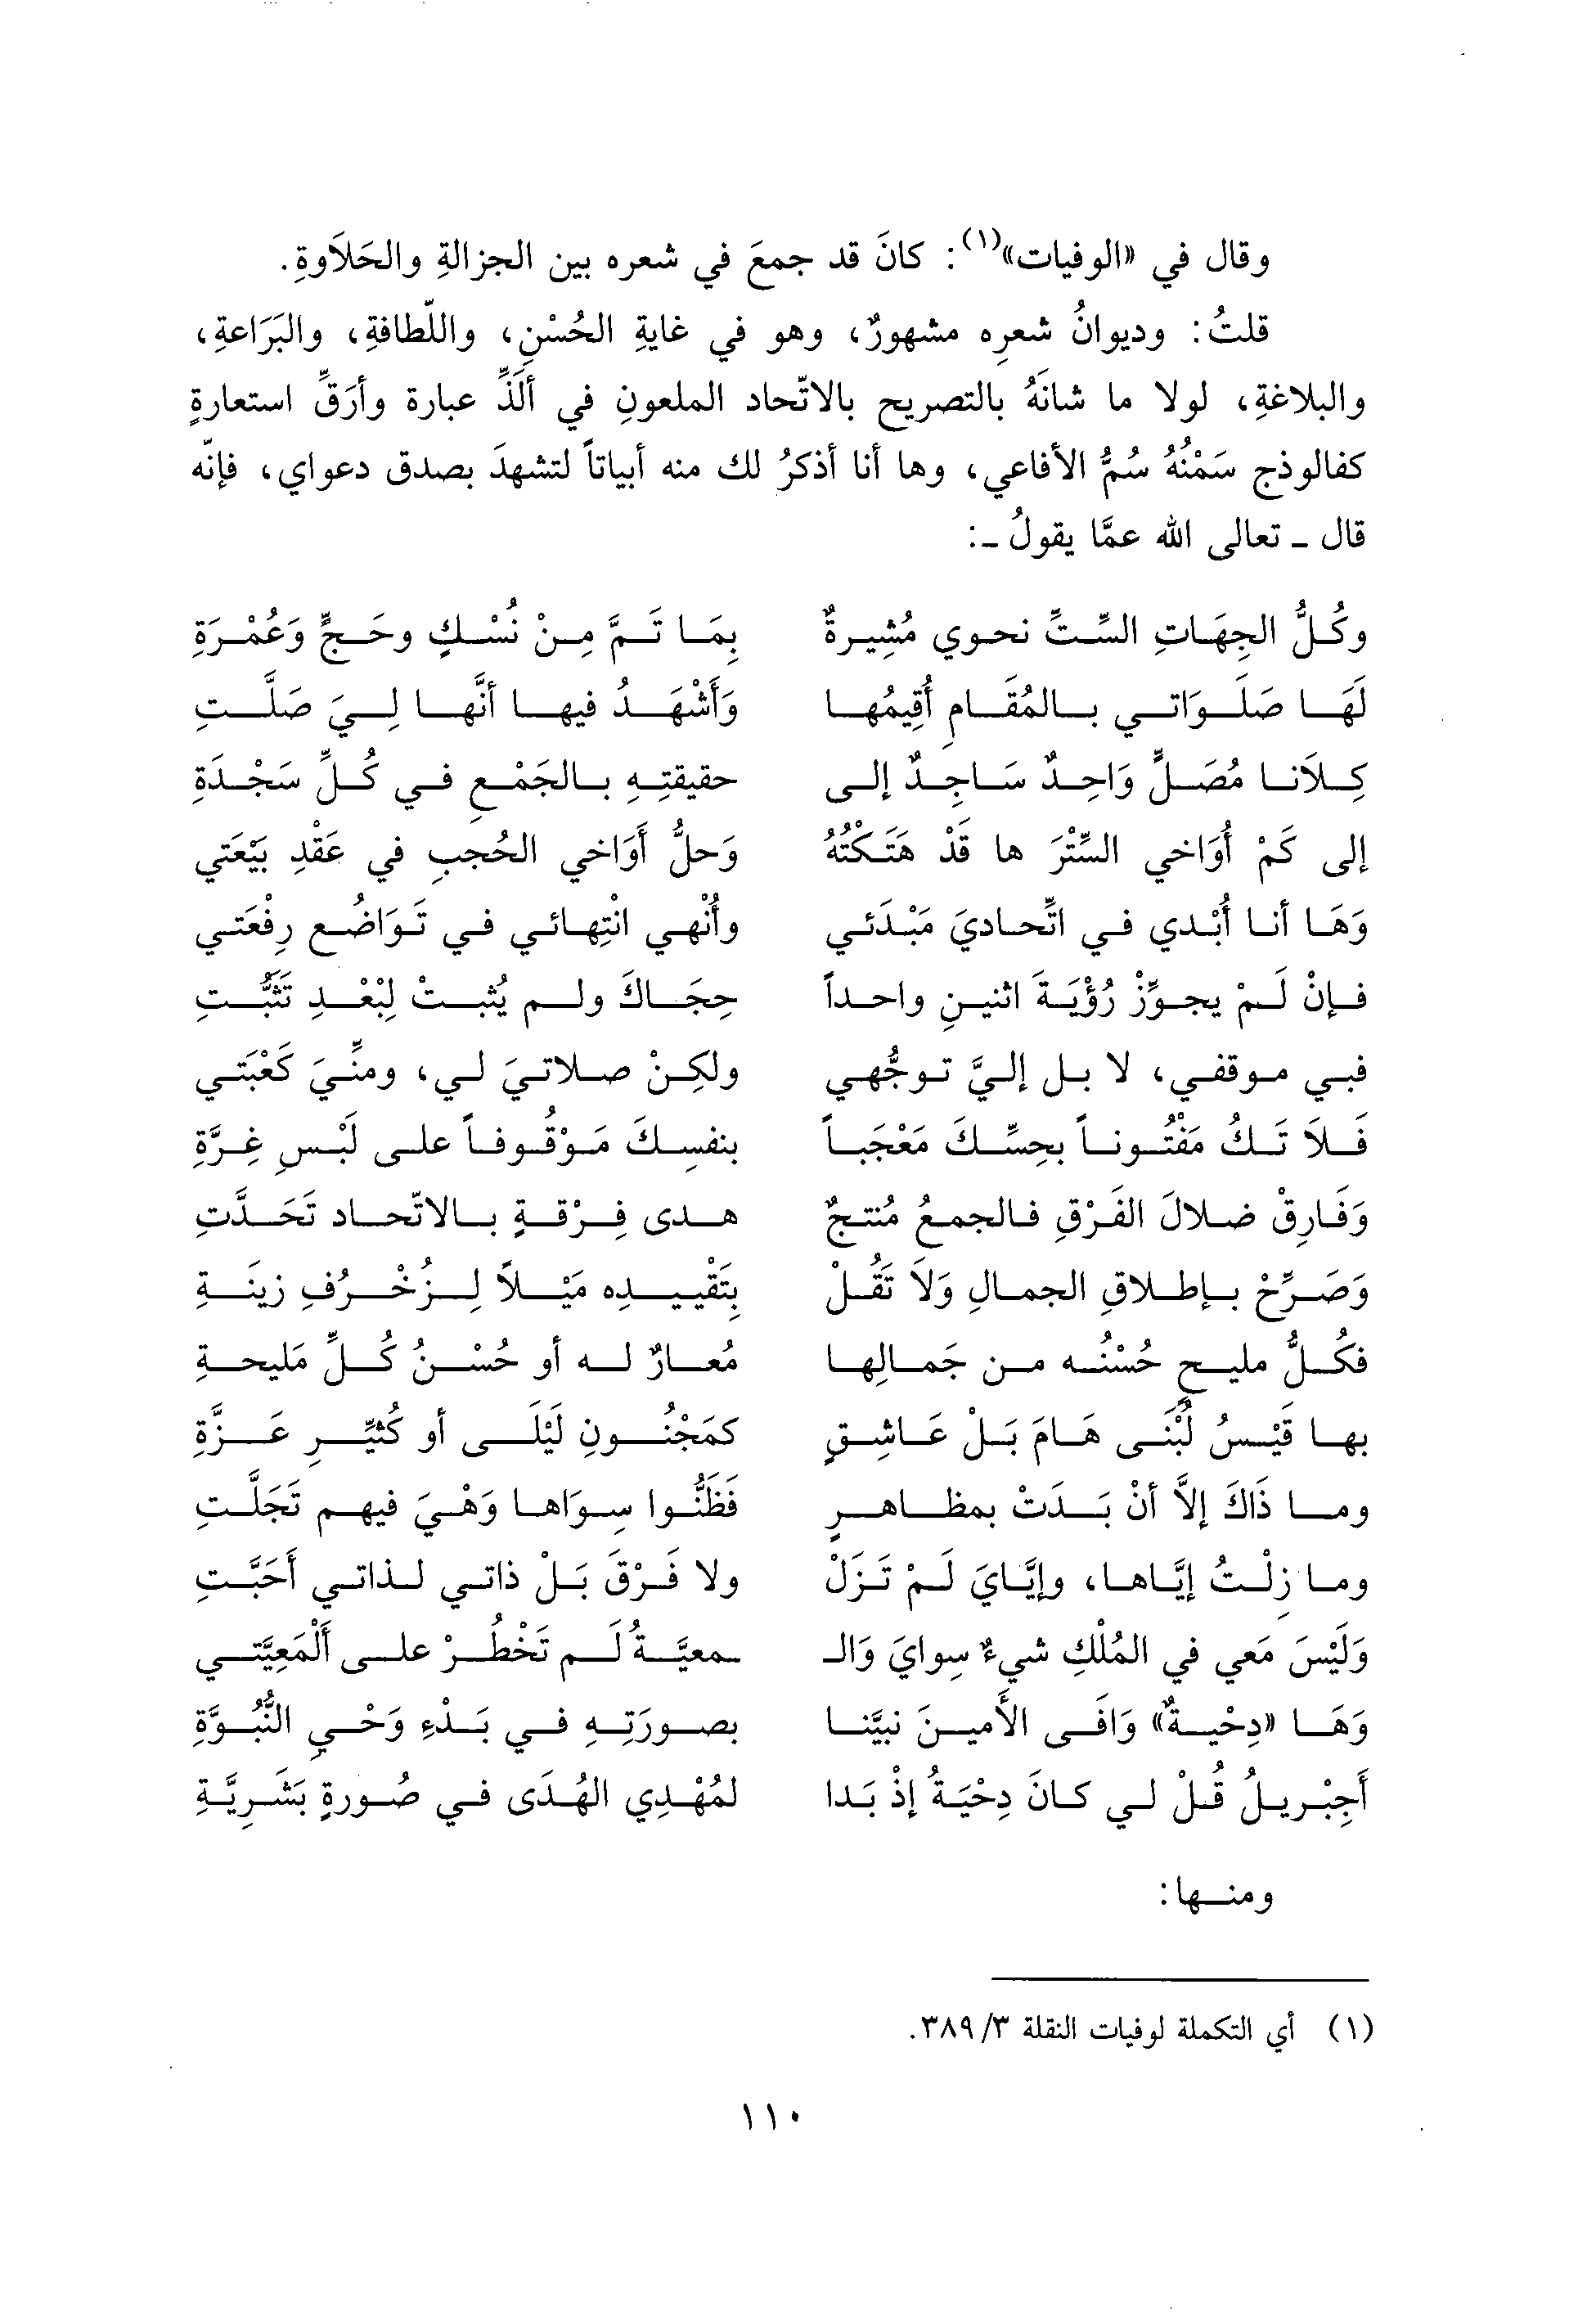 وقال في «الوفيات»(١): كانَ قد جمعَ في شعره بين الجزالةِ والحَلاَوةِ.
قلتُ: وديوانُ شعرِه مشهورٌ، وهو في غايةِ الحُسْنِ، واللّطافةِ، والبَرَاعةِ،
والبلاغةِ، لولا ما شانَهُ بالتصريح بالاتّحاد الملعونِ في ألَذِّ عبارة وأرَقِّ استعارةٍ
كفالوذج سَمْنُهُ سُمُّ الأفاعي، وها أنا أذكرُ لك منه أبياتاً لتشهدَ بصدق دعواي، فإنّه
قال ـ تعالى الله عمَّا يقولُ ـ:
وكُلُّ الجِهَاتِ السِّتِّ نحوي مُشِيرةٌ بِمَا تَمَّ مِنْ نُسْكٍ وحَجٍّ وَعُمْرَةِ
لَهَا صَلَوَاتي بالمُقَامِ أُقِيمُها وَأَشْهَدُ فيها أنَّها لِيَ صَلَّتِ
كِلاَنا مُصَلٍّ وَاحِدٌ سَاجِدٌ إلى حقيقتِهِ بالجَمْعِ في كُلِّ سَجْدَةِ
إلى كَمْ أُوَاخي السِّتْرَ ها قَدْ هَتَكْتُهُ وَحلُّ أَوَاخي الحُجبِ في عَقْدِ بَيْعَتي
وَهَا أنا أُبْدي في اتِّحاديَ مَبْدَئي وأُنْهي انْتِهائي في تَوَاضُع رِفْعَتي
فإنْ لَمْ يجوِّزْ رُؤْيَةَ اثنينِ واحداً حِجَاكَ ولم يُثبتْ لِبُعْدِ تَثَبُّتِ
فبي موقفي، لا بل إليَّ توجُّهي ولكِنْ صلاتيَ لي، ومنِّيَ كَعْبَتي
فَلاَ تَكُ مَفْتُوناً بحِسِّكَ مَعْجَباً بنفسِكَ مَوْقُوفاً على لَبْسِ غِرَّةِ
وَفَارِقْ ضلالَ الفَرْقِ فالجمعُ مُنتجٌ هدى فِرْقةٍ بالاتّحاد تَحَدَّتِ
وَصَرِّحْ بإطلاقِ الجمالِ وَلاَ تَقُلْ بِتَقْييدِه مَيْلاً لِزُخْرُفِ زينَةِ
فكُلُّ مليحٍ حُسْنُه من جَمالِها مُعارٌ له أو حُسْنُ كُلِّ مَليحةِ
بها قَيْسُ لُبْنَى هَامَ بَلْ عَاشِقٍ كمَجْنُونِ لَيْلَى أو كُثيِّرِ عَزَّةِ
وما ذَاكَ إلاَّ أنْ بَدَتْ بمظاهرٍ فَظَنُّوا سِوَاها وَهْيَ فيهم تَجَلَّتِ
وما زِلْتُ إيَّاها، وإيَّايَ لَمْ تَزَلْ ولا فَرْقَ بَلْ ذاتي لذاتي أَحَبَّتِ
وَلَيْسَ مَعي في المُلْكِ شيءٌ سِوايَ وَالـ ـمعيَّةُ لَم تَخْطُرْ على أَلْمَعِيَّتي
وَهَا «دِحْيةٌ» وَافَى الأَمينَ نبيَّنا بصورَتِهِ في بَدْءِ وَحْيِ النُّبُوَّةِ
أَجِبْريلُ قُلْ لي كانَ دِحْيَةُ إذْ بَدا لمُهْدِي الهُدَى في صُورةٍ بَشَرِيَّةِ
ومنها:
(١) أي التكملة لوفيات النقلة ٣/ ٣٨٩.
١١٠